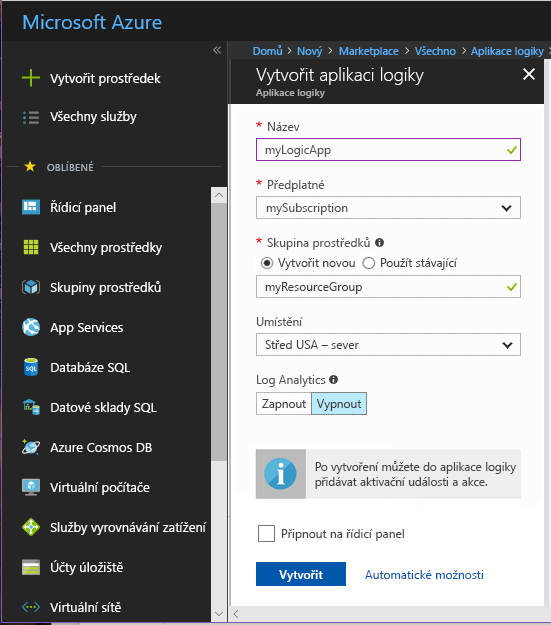 Microsoft Azure
«
Domů > Nový > Marketplace > Všechno > Aplikace logiky
Vytvořit aplikaci logiky
Aplikace logiky
Vytvořit prostředek
Všechny služby
OBLÍBENÉ
Řídicí panel
Všechny prostředky
Skupiny prostředků
App Services
Databáze SQL
Datové sklady SQL
Azure Cosmos DB
Virtuální počítače
Služby vyrovnávání zatížení
Účty úložiště
Virtuální sítě
* Název
myLogicApp
* Předplatné
mySubscription
* Skupina prostředků
Vytvořit novou Použít stávající
myResourceGroup
Umístění
Střed USA – sever
Log Analytics
Zapnout Vypnout
Po vytvoření můžete do aplikace logiky
přidávat aktivační události a akce.
Připnout na řídicí panel
Vytvořit Automatické možnosti